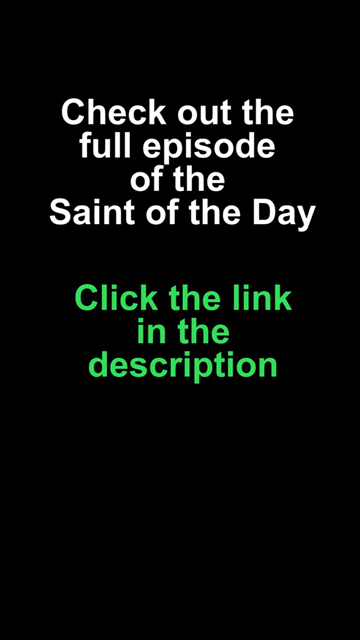 Check out the
full episode
of the
Saint of the Day
Click the link
in the
description